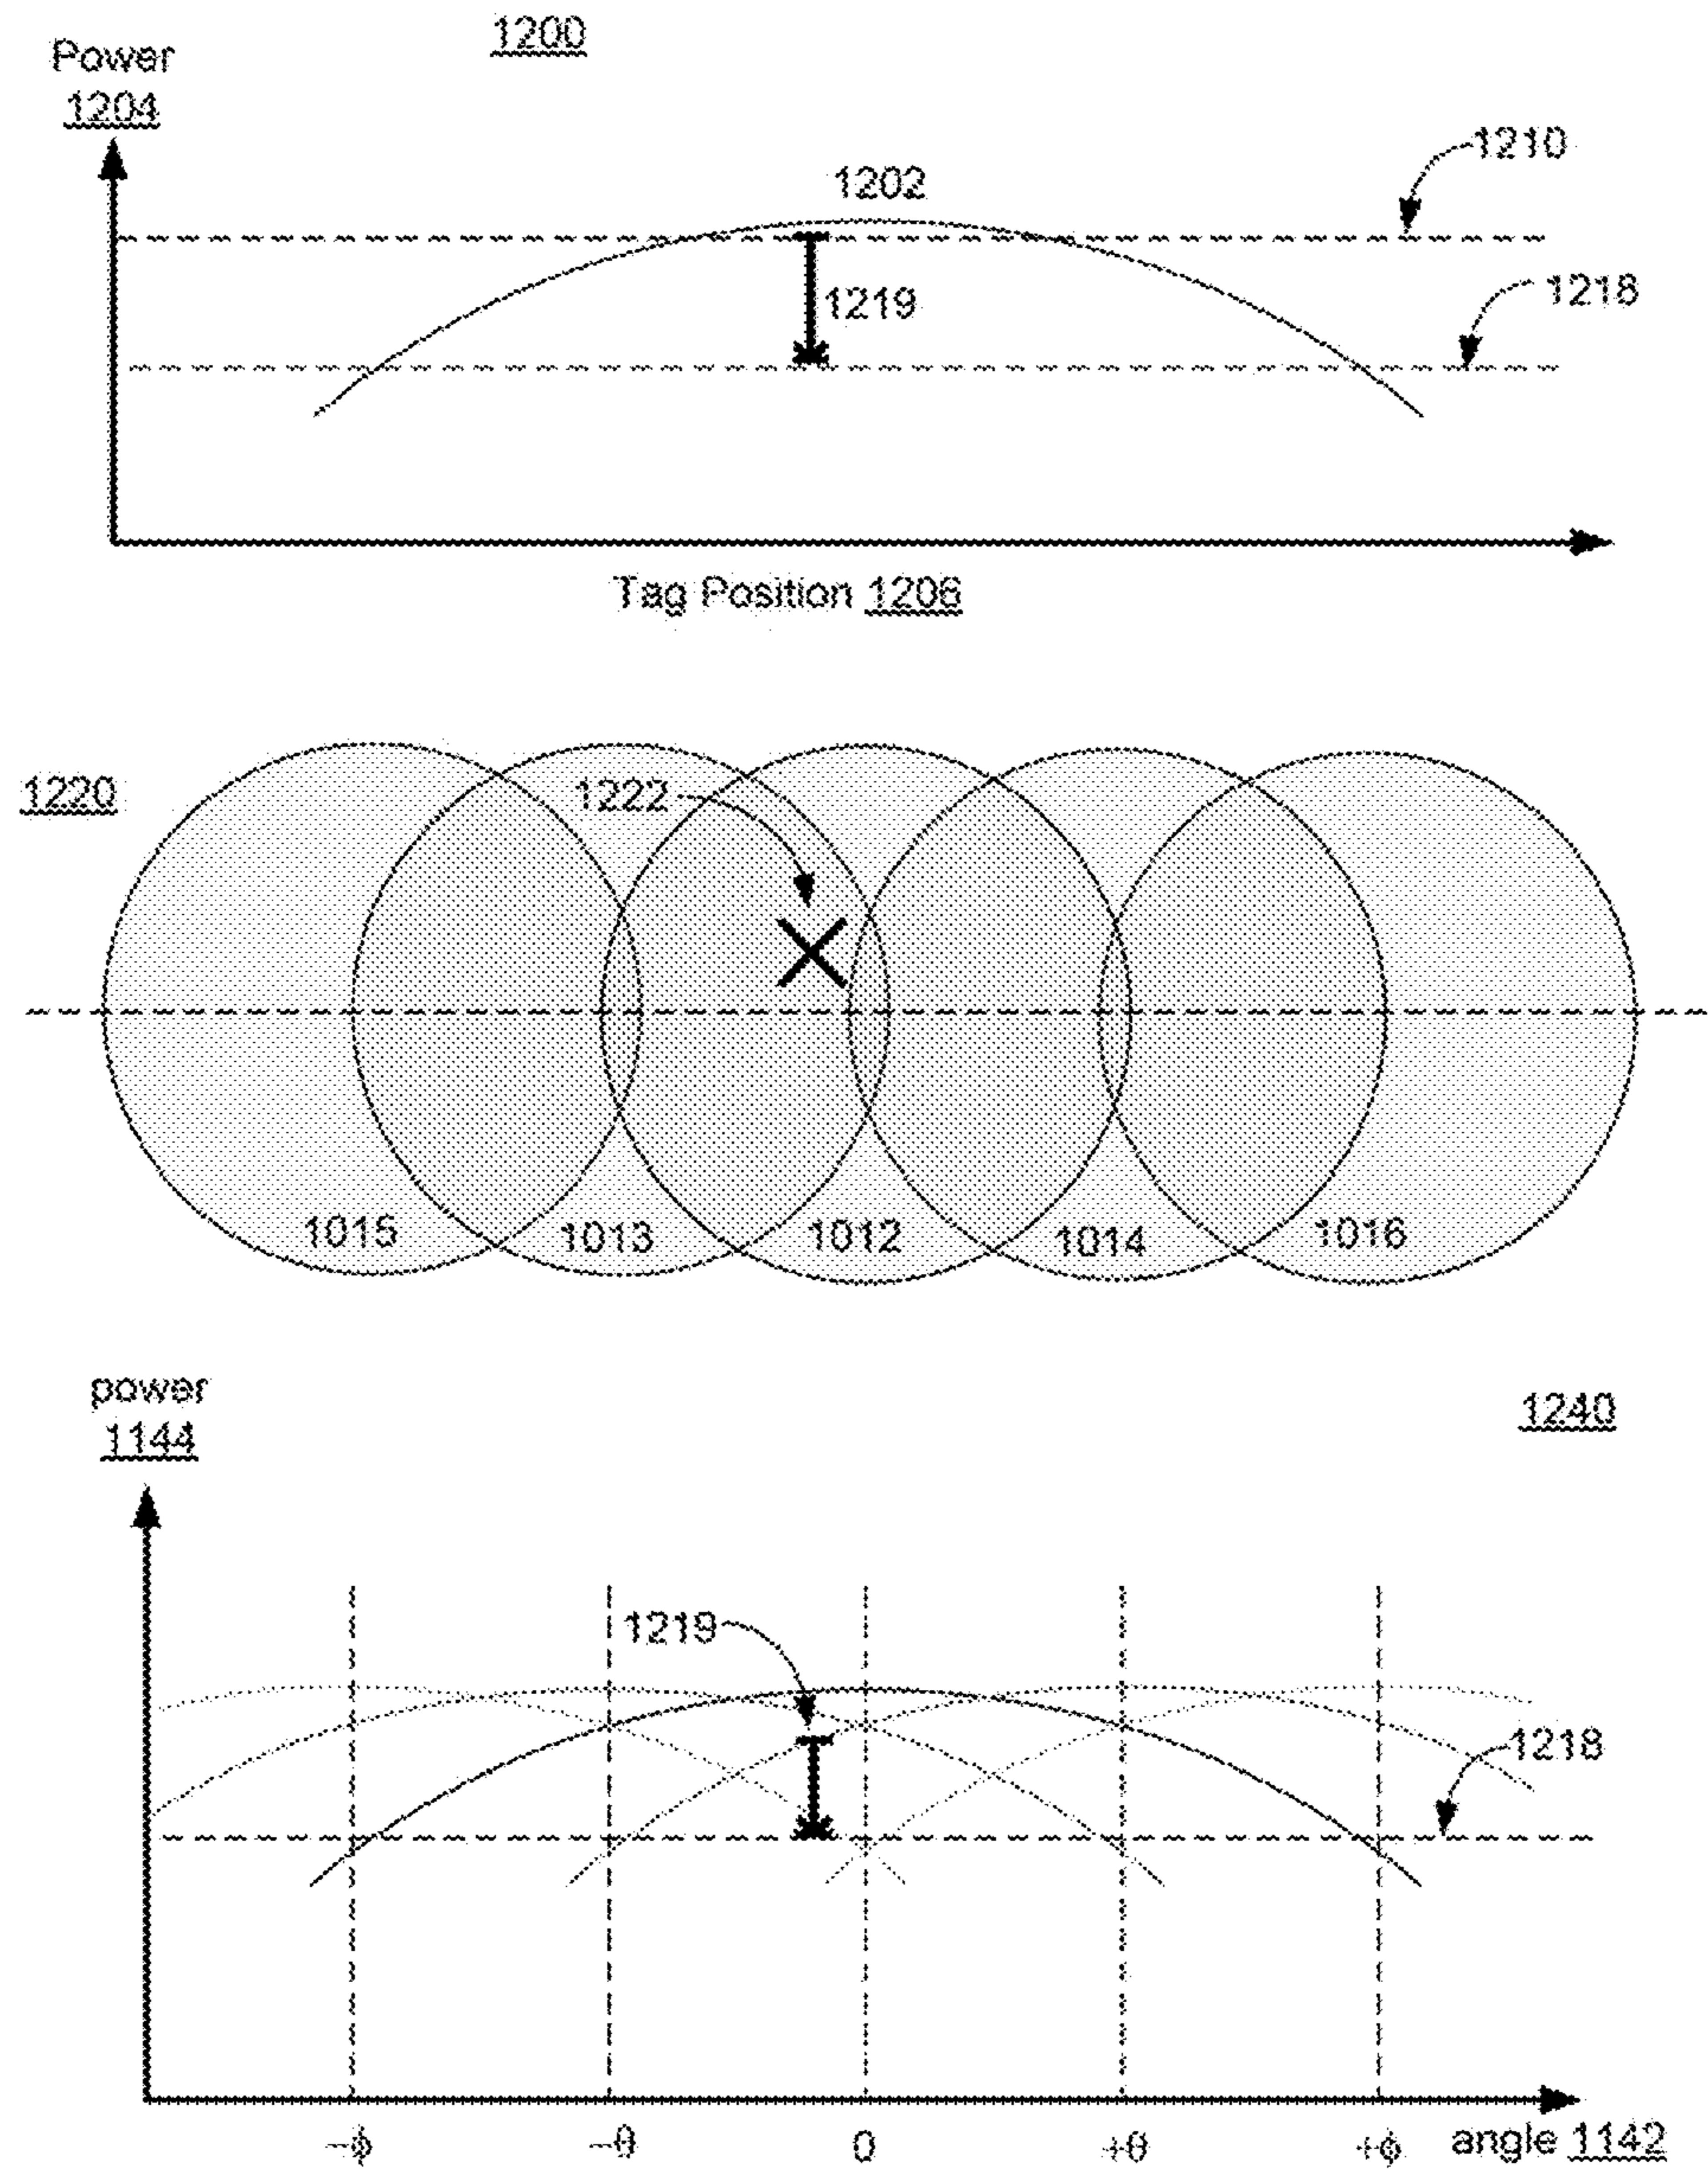 1200
Power
1204
1210
1202
1218
1219
Tag Position 1206
1220
1222
1015
1013
1012
1014
1016
power
1144
1240
1219
1218
−ϕ
−θ
0
+θ
+ϕ
angle 1142